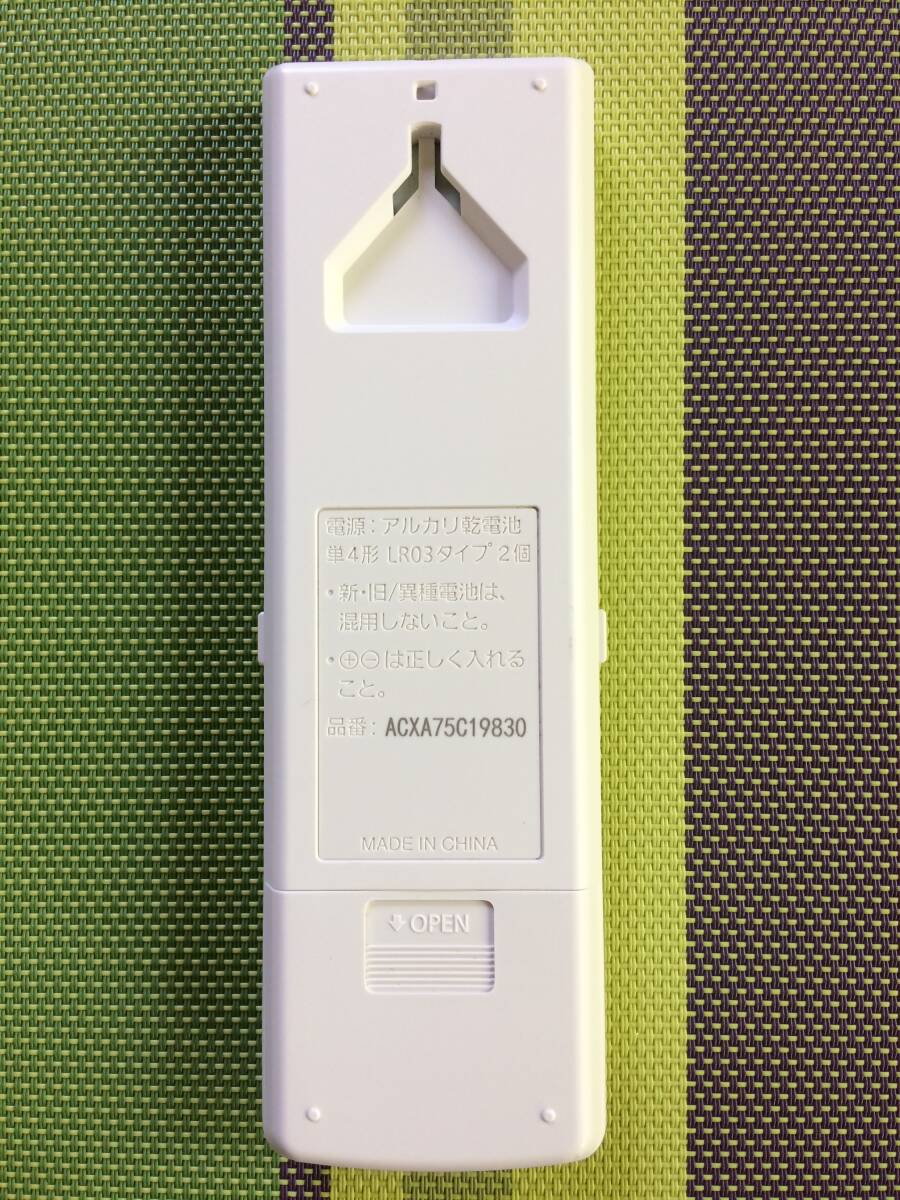 電源：アルカリ乾電池
単4形 LR03タイプ 2個
・新・旧/異種電池は、
混用しないこと。
・⊕⊖は正しく入れる
こと。
品番：ACXA75C19830
MADE IN CHINA
OPEN